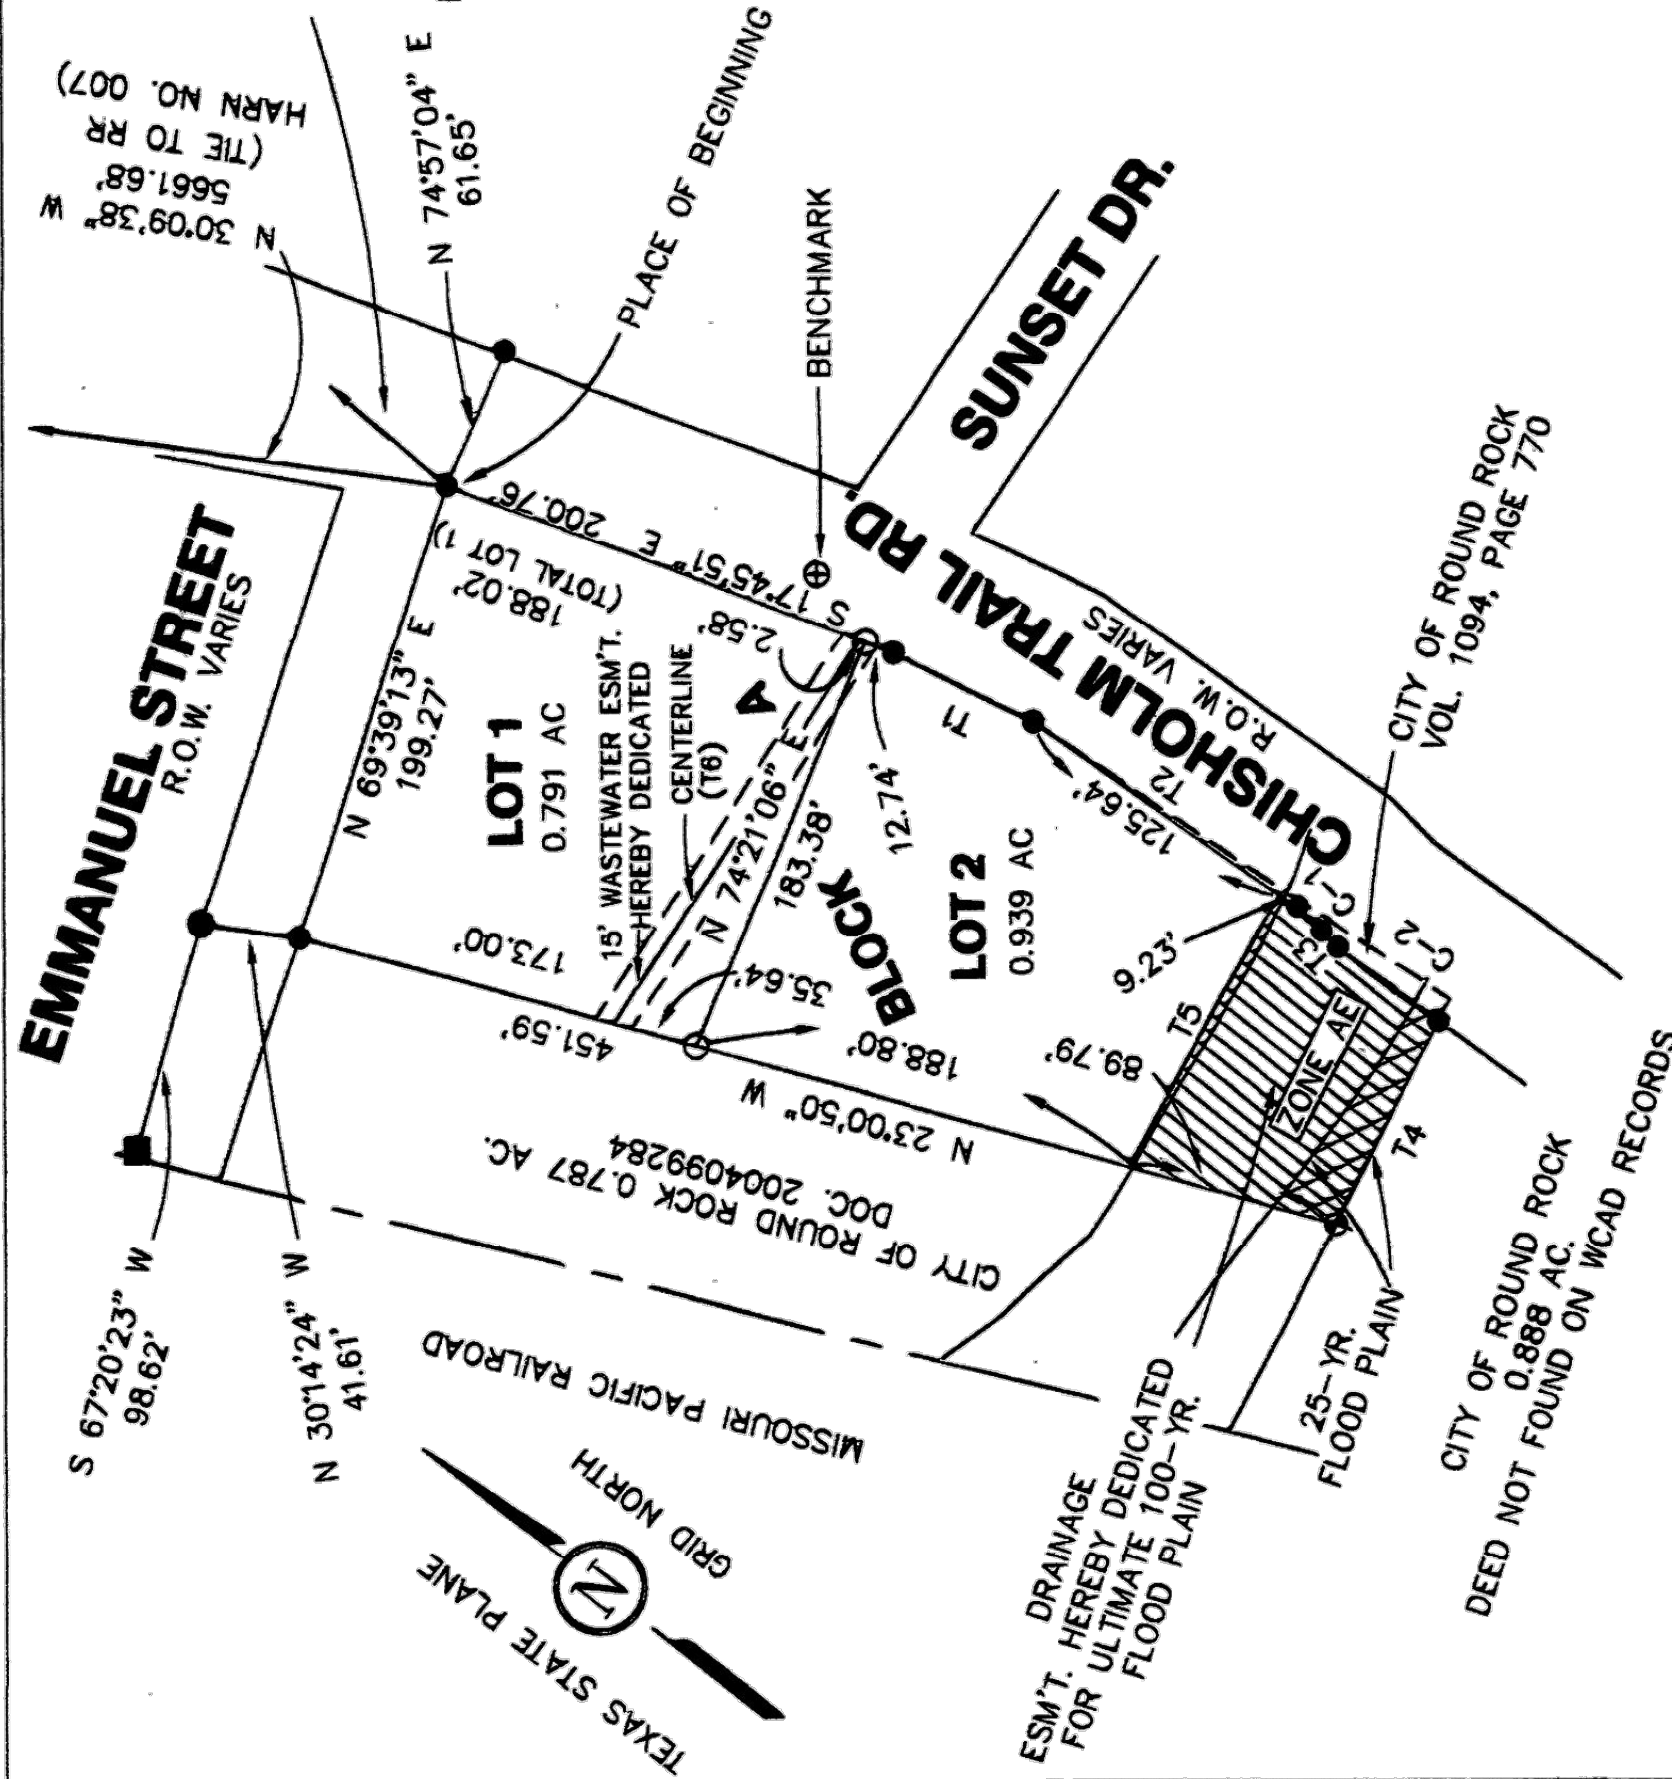 N 30°09'38" W
5661.68'
(TIE TO RR
HARN NO. 007)
N 74°57'04" E
61.65'
PLACE OF BEGINNING
BENCHMARK
EMMANUEL STREET
R.O.W. VARIES
SUNSET DR.
CHISHOLM TRAIL RD.
R.O.W. VARIES
N 69°39'13" E
199.27'
S 17°45'51" E 200.76'
188.02'
(TOTAL LOT 1)
2.58'
LOT 1
0.791 AC
15' WASTEWATER ESM'T.
HEREBY DEDICATED
CENTERLINE
(T6)
BLOCK A
N 74°21'06" E
183.38'
12.74'
173.00'
35.64'
451.59'
188.80'
N 23°00'50" W
LOT 2
0.939 AC
T1
T2
125.64'
9.23'
T5
89.79'
C-1
T3
C-2
ZONE AE
T4
CITY OF ROUND ROCK
VOL. 1094, PAGE 770
CITY OF ROUND ROCK 0.787 AC.
DOC. 2004099284
S 67°20'23" W
98.62'
N 30°14'24" W
41.61'
MISSOURI PACIFIC RAILROAD
TEXAS STATE PLANE
N
GRID NORTH
DRAINAGE
ESM'T. HEREBY DEDICATED
FOR ULTIMATE 100-YR.
FLOOD PLAIN
25-YR.
FLOOD PLAIN
CITY OF ROUND ROCK
0.888 AC.
DEED NOT FOUND ON WCAD RECORDS